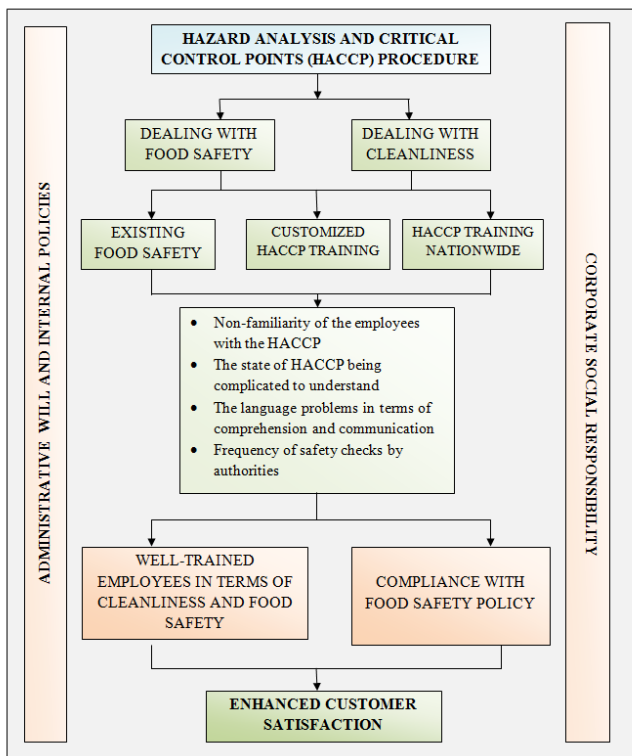 HAZARD ANALYSIS AND CRITICAL
CONTROL POINTS (HACCP) PROCEDURE
DEALING WITH
FOOD SAFETY
DEALING WITH
CLEANLINESS
EXISTING
FOOD SAFETY
CUSTOMIZED
HACCP TRAINING
HACCP TRAINING
NATIONWIDE
• Non-familiarity of the employees
with the HACCP
• The state of HACCP being
complicated to understand
• The language problems in terms of
comprehension and communication
• Frequency of safety checks by
authorities
WELL-TRAINED
EMPLOYEES IN TERMS OF
CLEANLINESS AND FOOD
SAFETY
COMPLIANCE WITH
FOOD SAFETY POLICY
ENHANCED CUSTOMER
SATISFACTION
ADMINISTRATIVE WILL AND INTERNAL POLICIES
CORPORATE SOCIAL RESPONSIBILITY